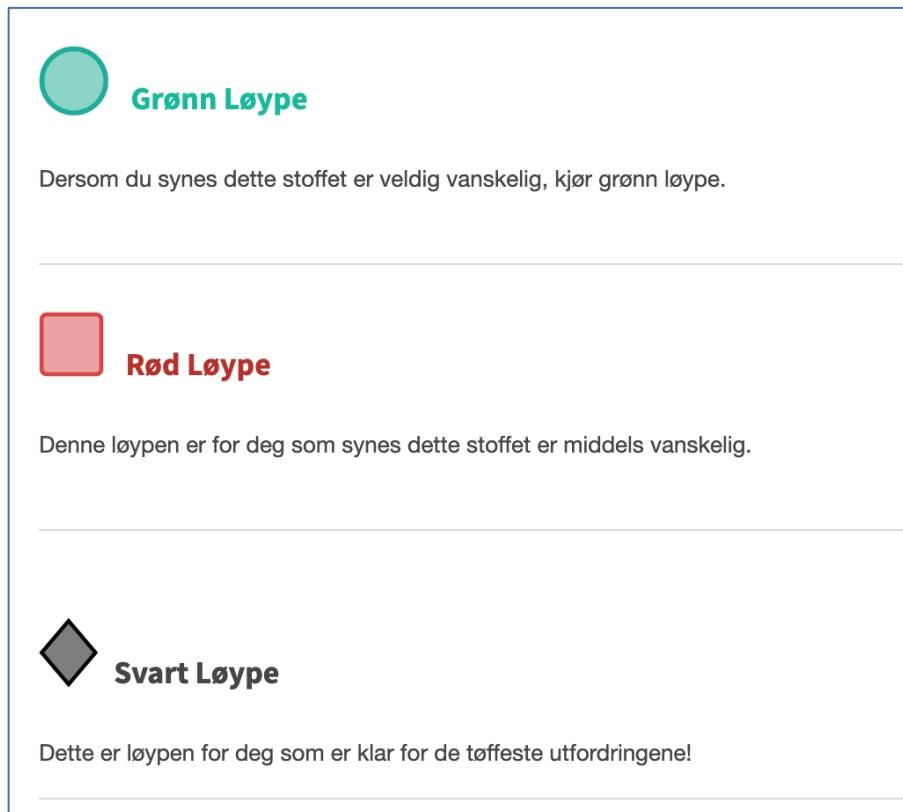 Grønn Løype
Dersom du synes dette stoffet er veldig vanskelig, kjør grønn løype.
Rød Løype
Denne løypen er for deg som synes dette stoffet er middels vanskelig.
Svart Løype
Dette er løypen for deg som er klar for de tøffeste utfordringene!